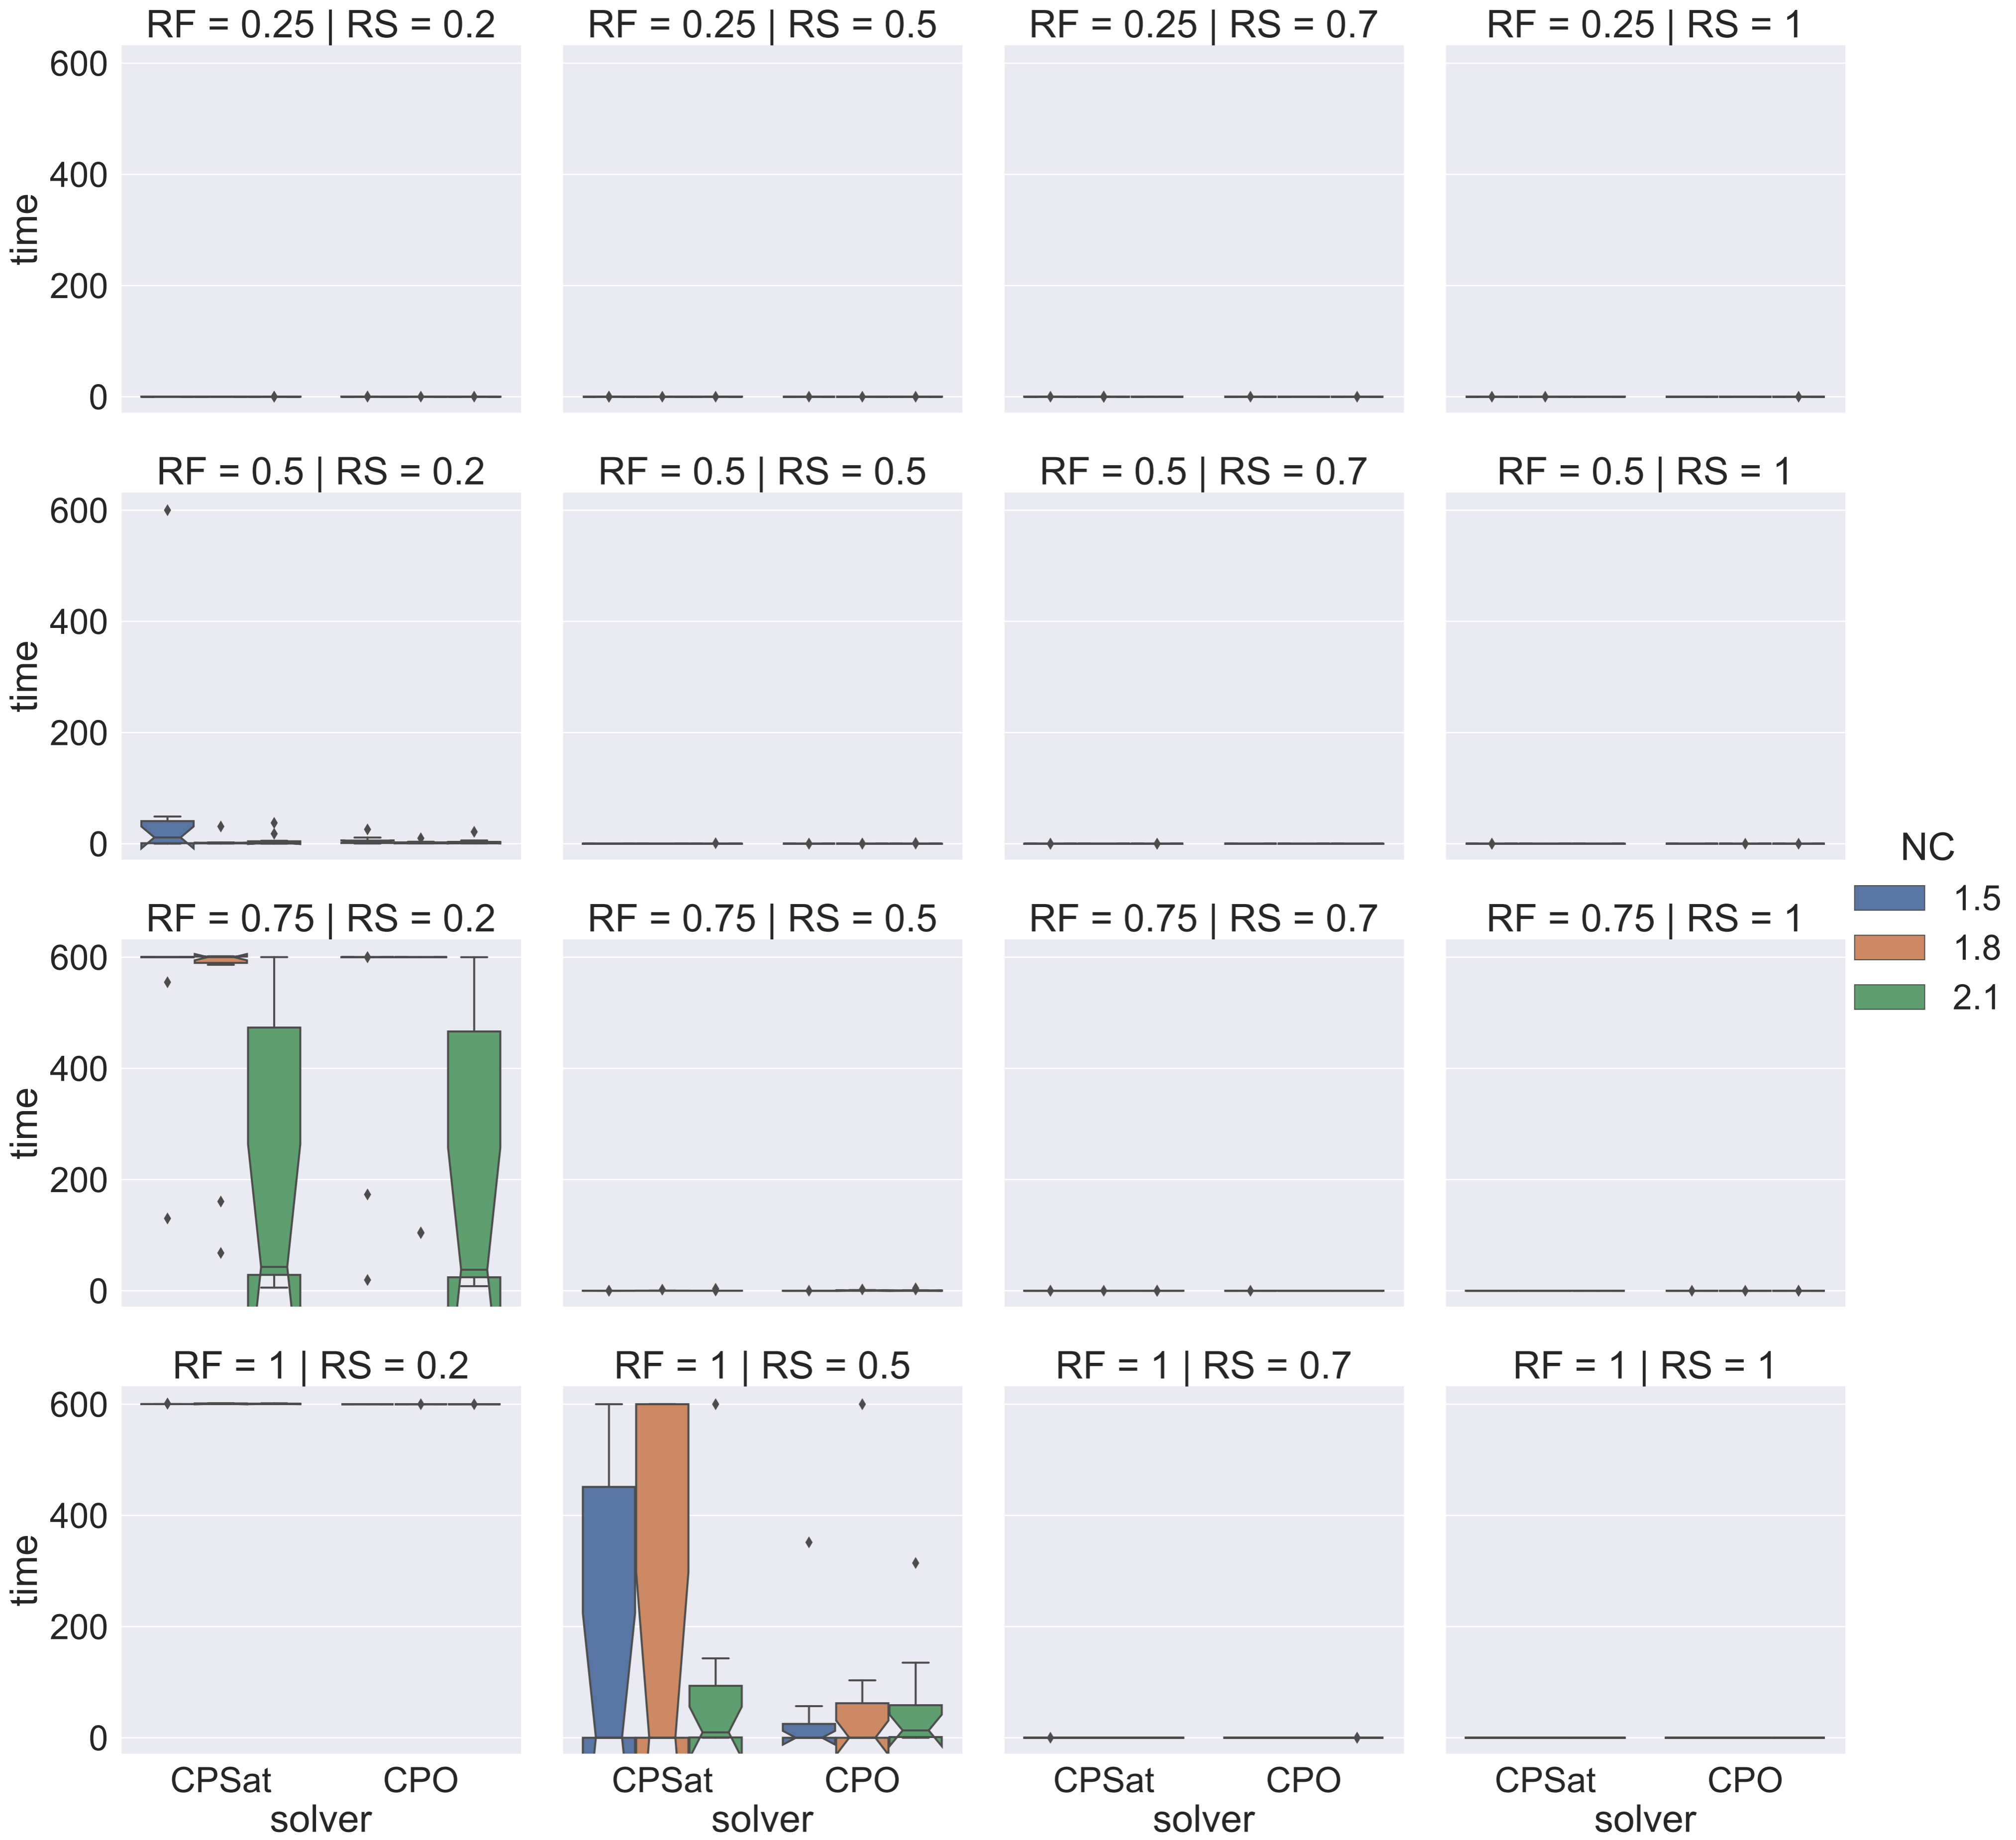 RF = 0.25 | RS = 0.2
RF = 0.25 | RS = 0.5
RF = 0.25 | RS = 0.7
RF = 0.25 | RS = 1
600
400
200
0
time
RF = 0.5 | RS = 0.2
RF = 0.5 | RS = 0.5
RF = 0.5 | RS = 0.7
RF = 0.5 | RS = 1
600
400
200
0
time
NC
1.5
1.8
2.1
RF = 0.75 | RS = 0.2
RF = 0.75 | RS = 0.5
RF = 0.75 | RS = 0.7
RF = 0.75 | RS = 1
600
400
200
0
time
RF = 1 | RS = 0.2
RF = 1 | RS = 0.5
RF = 1 | RS = 0.7
RF = 1 | RS = 1
600
400
200
0
time
CPSat CPO
solver
CPSat CPO
solver
CPSat CPO
solver
CPSat CPO
solver